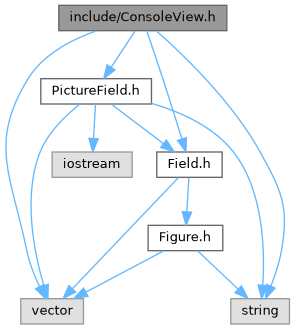 include/ConsoleView.h
PictureField.h
iostream
Field.h
Figure.h
vector
string